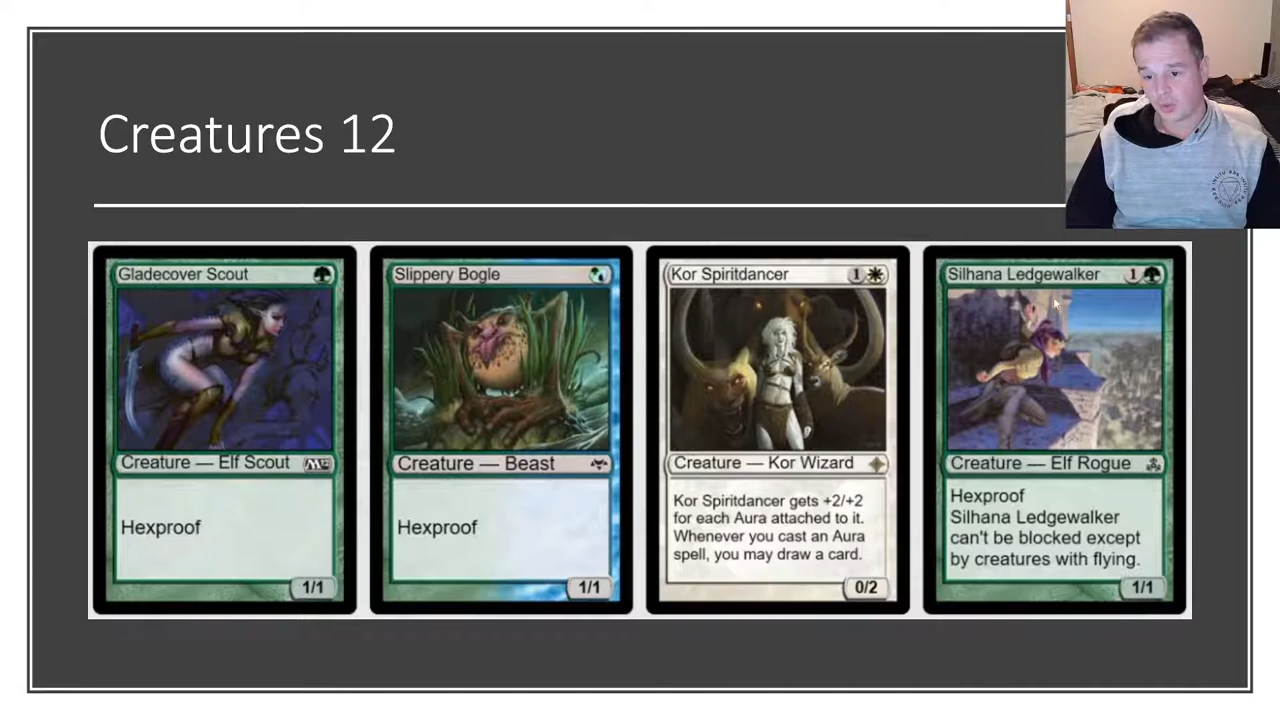 Creatures 12
Gladecover Scout
Creature — Elf Scout
M12
Hexproof
1/1
Slippery Bogle
Creature — Beast
Hexproof
1/1
Kor Spiritdancer
1
Creature — Kor Wizard
Kor Spiritdancer gets +2/+2
for each Aura attached to it.
Whenever you cast an Aura
spell, you may draw a card.
0/2
Silhana Ledgewalker
1
Creature — Elf Rogue
Hexproof
Silhana Ledgewalker
can't be blocked except
by creatures with flying.
1/1